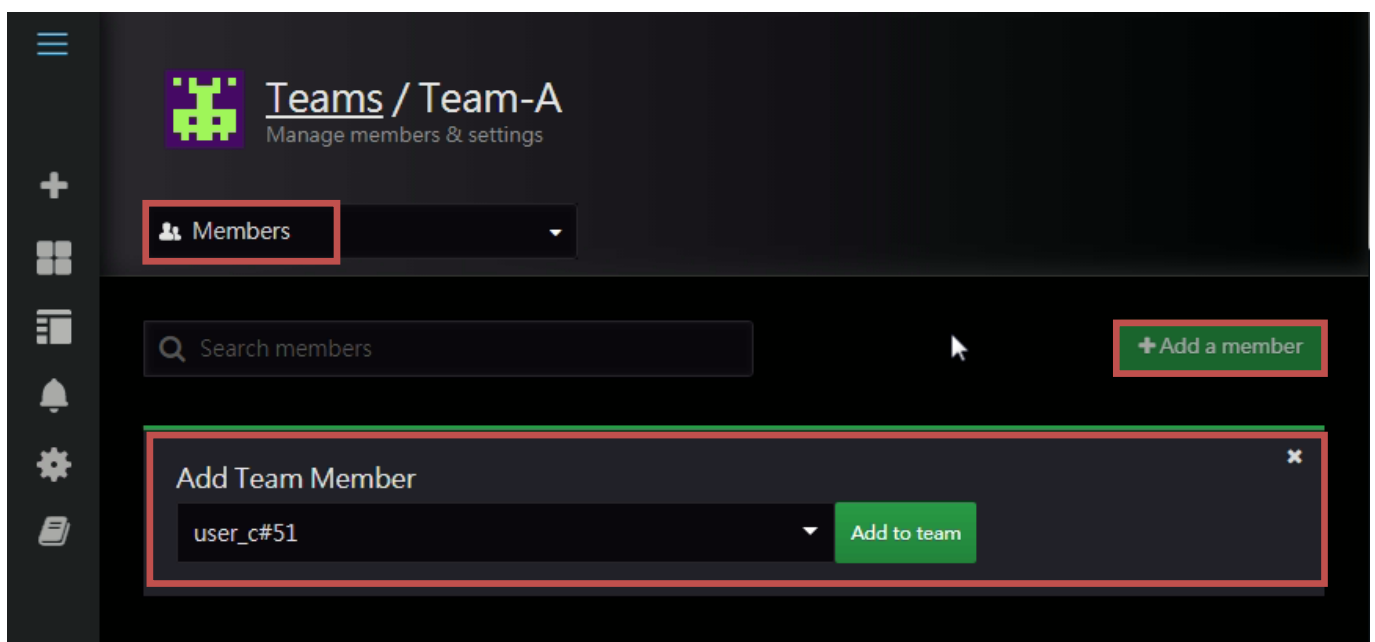 Teams / Team-A
Manage members & settings
Members
Search members
+ Add a member
Add Team Member
user_c#51
Add to team